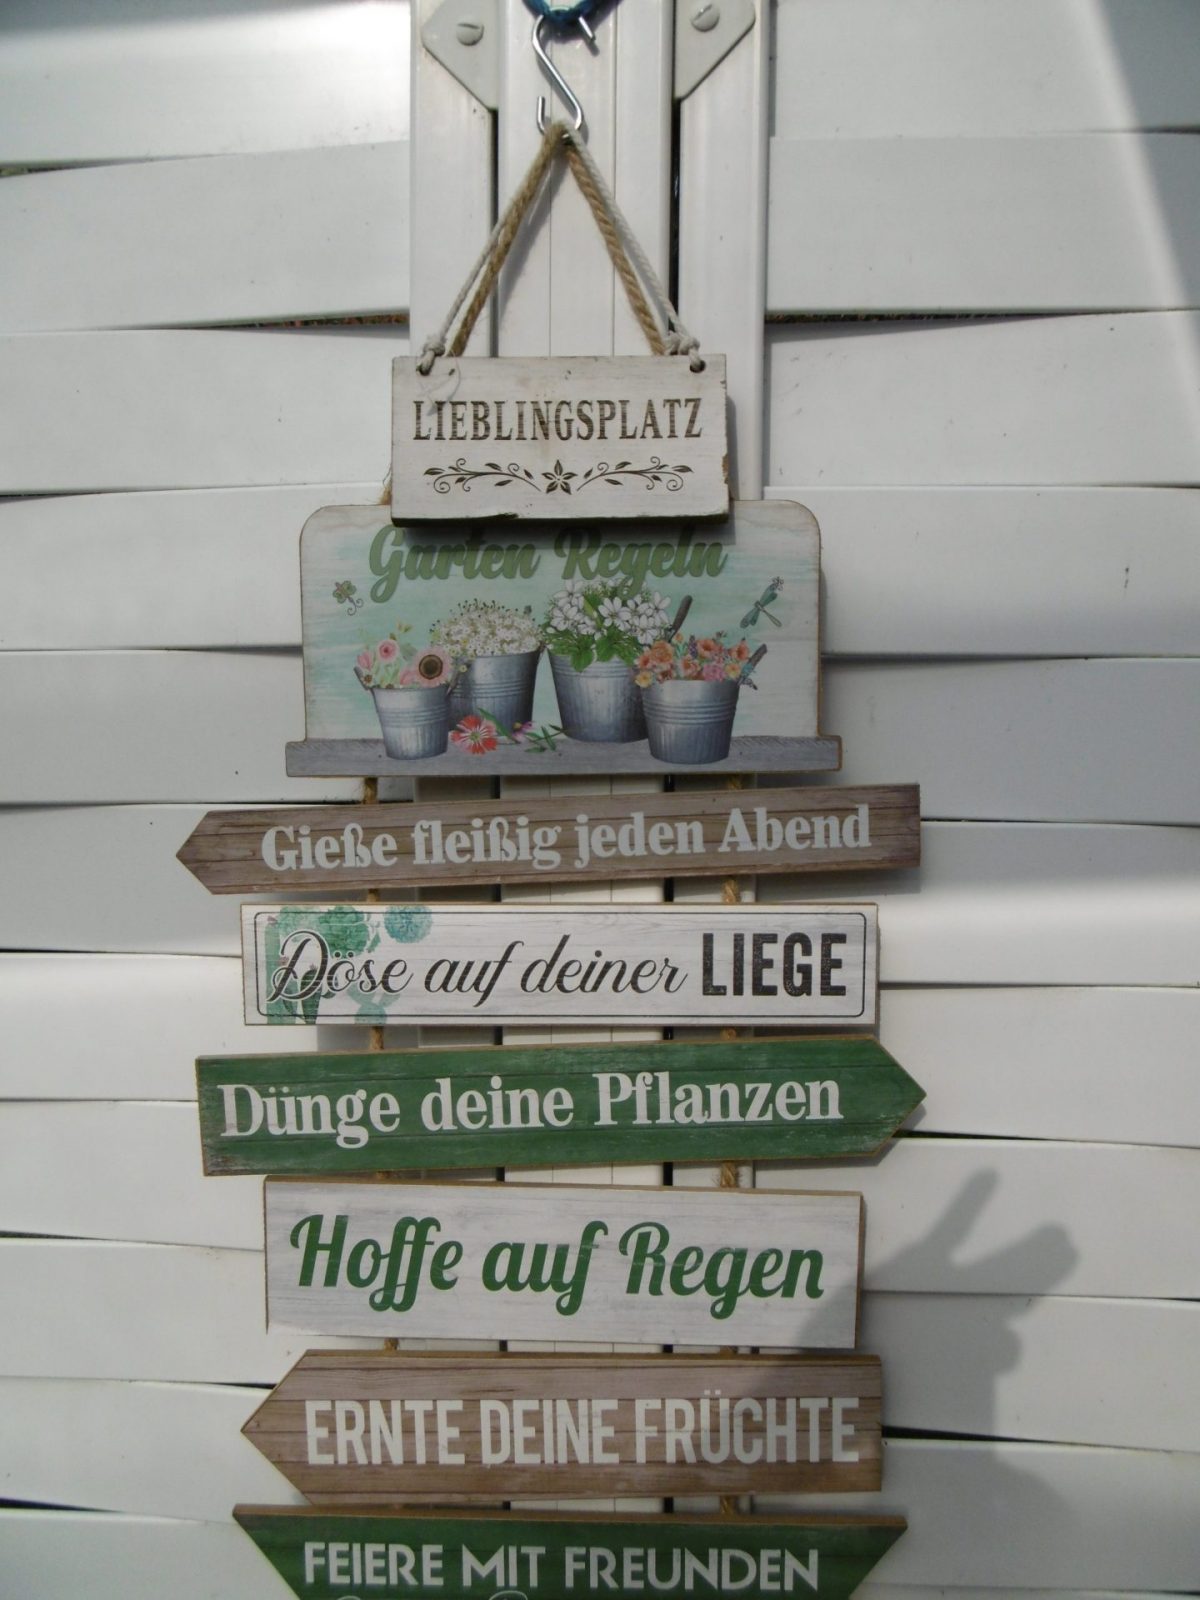 LIEBLINGSPLATZ
Garten Regeln
Gieße fleißig jeden Abend
Döse auf deiner LIEGE
Dünge deine Pflanzen
Hoffe auf Regen
ERNTE DEINE FRÜCHTE
FEIERE MIT FREUNDEN